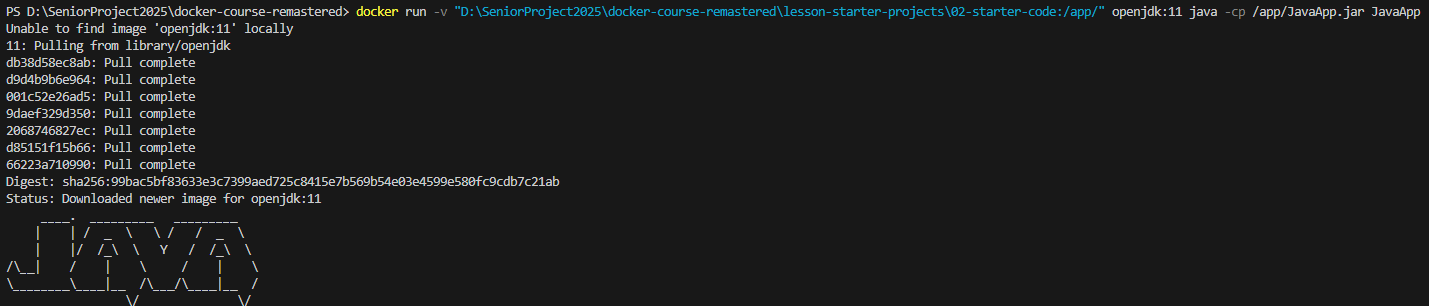 PS D:\SeniorProject2025\docker-course-remastered> docker run -v "D:\SeniorProject2025\docker-course-remastered\lesson-starter-projects\02-starter-code:/app/" openjdk:11 java -cp /app/JavaApp.jar JavaApp
Unable to find image 'openjdk:11' locally
11: Pulling from library/openjdk
db38d58ec8ab: Pull complete
d9d4b9b6e964: Pull complete
001c52e26ad5: Pull complete
9daef329d350: Pull complete
2068746827ec: Pull complete
d85151f15b66: Pull complete
66223a710990: Pull complete
Digest: sha256:99bac5bf83633e3c7399aed725c8415e7b569b54e03e4599e580fc9cdb7c21ab
Status: Downloaded newer image for openjdk:11
     ____.  _________   _________
    |    | /  _  \   \ /   /  _  \
    |    |/  /_\  \   Y   /  /_\  \
/\__|    /    |    \     /    |    \
\________\____|__  /\___/\____|__  /
                 \/              \/